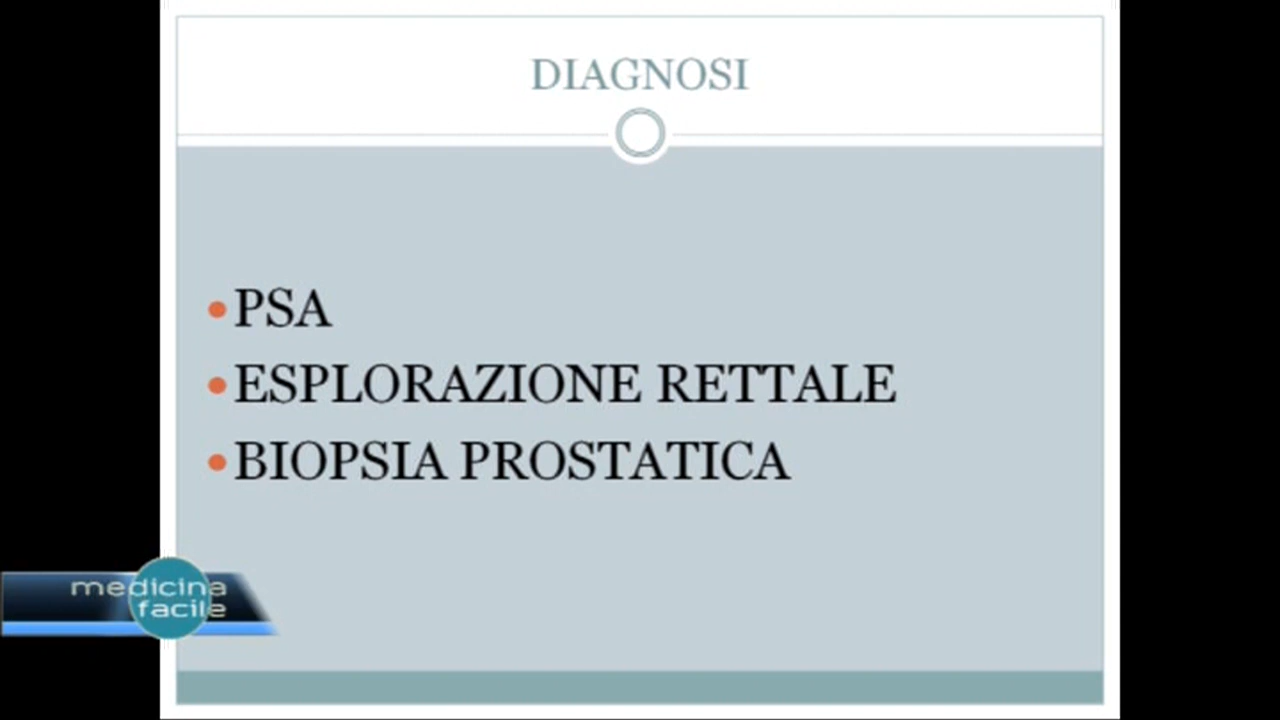 DIAGNOSI
PSA
ESPLORAZIONE RETTALE
BIOPSIA PROSTATICA
medicina
facile